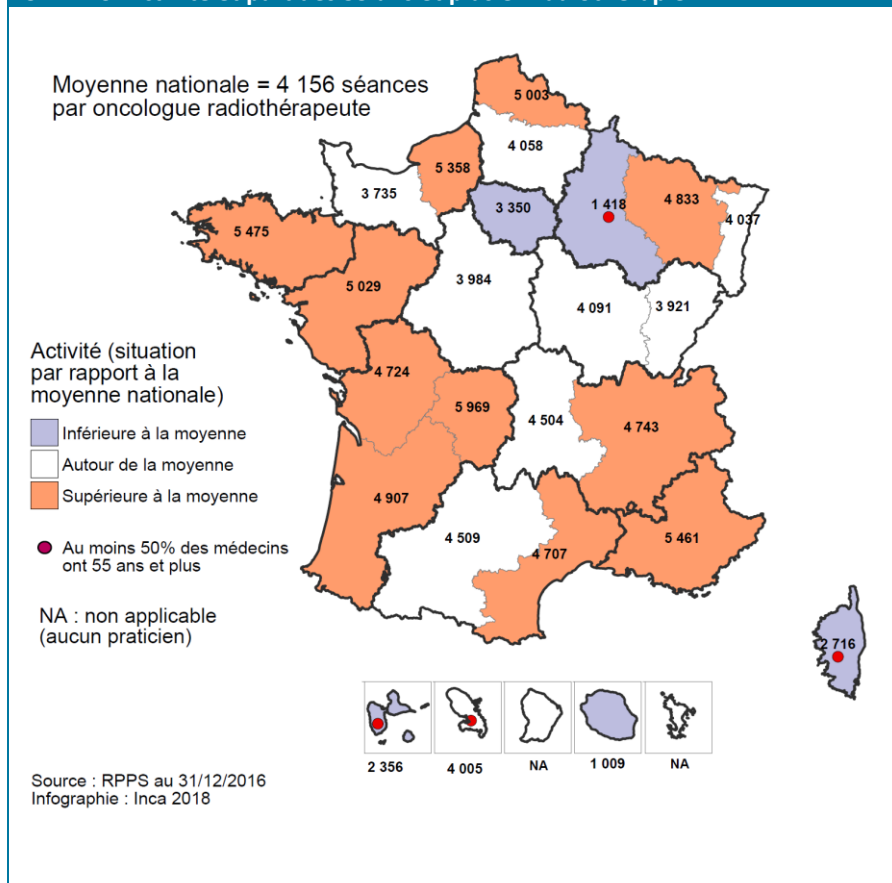 Moyenne nationale = 4 156 séances
par oncologue radiothérapeute
5 003
4 058
5 358
3 735
3 350
1 418
4 833
4 037
5 475
5 029
3 984
4 091
3 921
Activité (situation
par rapport à la
moyenne nationale)
Inférieure à la moyenne
Autour de la moyenne
Supérieure à la moyenne
4 724
5 969
4 504
4 743
4 907
4 509
4 707
5 461
Au moins 50% des médecins
ont 55 ans et plus
NA : non applicable
(aucun praticien)
2 716
2 356
4 005
NA
1 009
NA
Source : RPPS au 31/12/2016
Infographie : Inca 2018